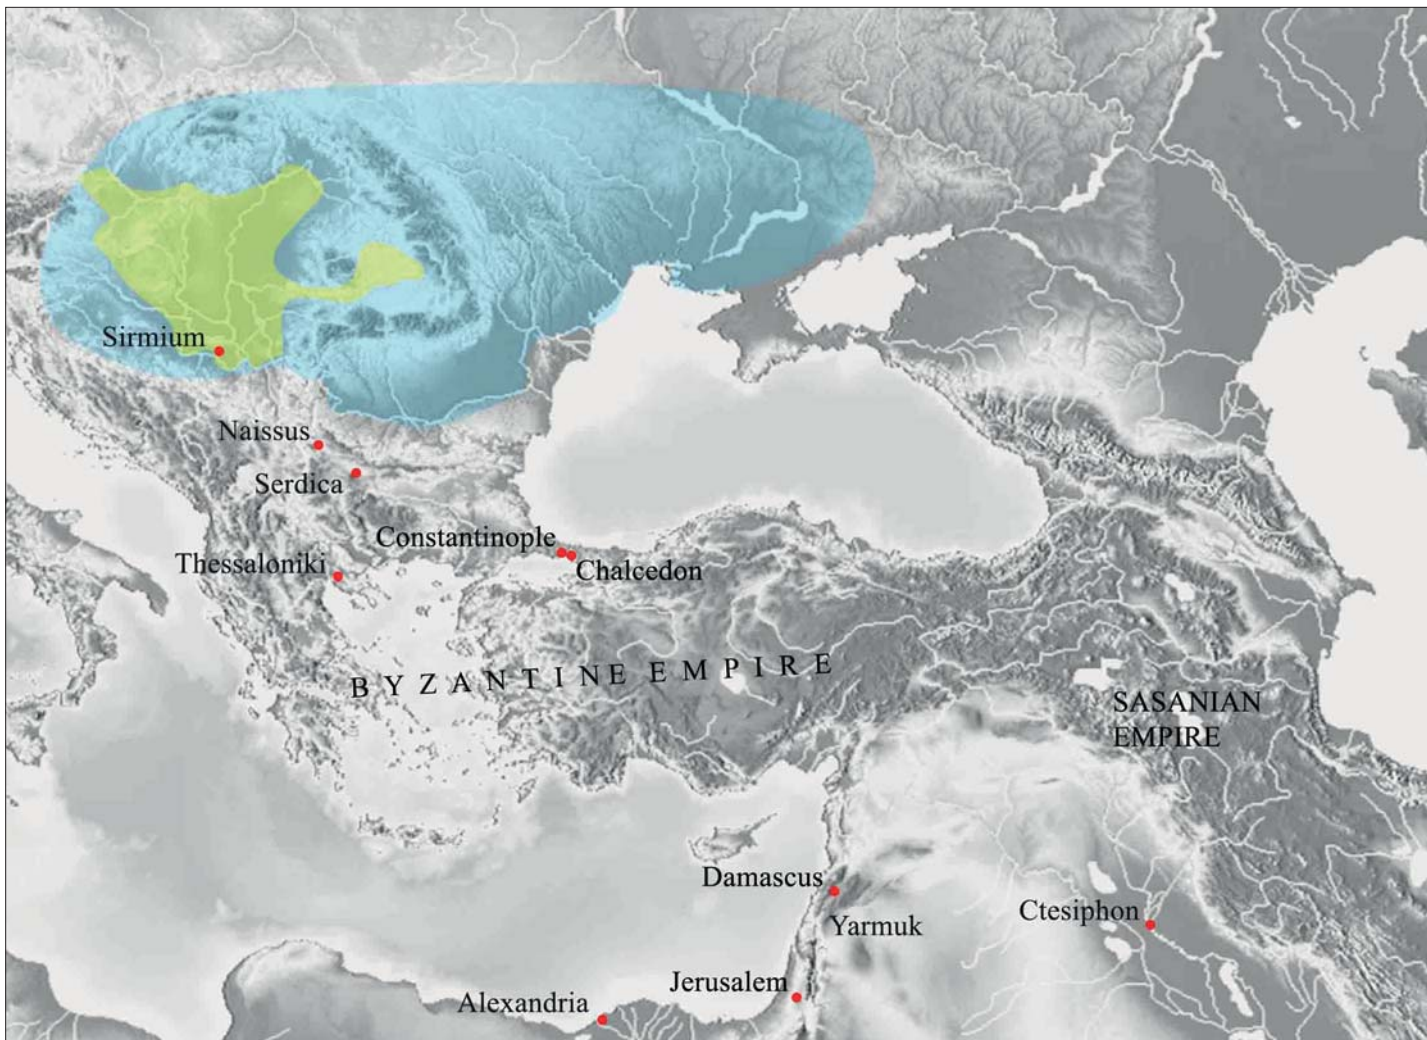 Sirmium
Naissus
Serdica
Constantinople
Thessaloniki
Chalcedon
BYZANTINE EMPIRE
SASANIAN
EMPIRE
Damascus
Yarmuk
Ctesiphon
Jerusalem
Alexandria